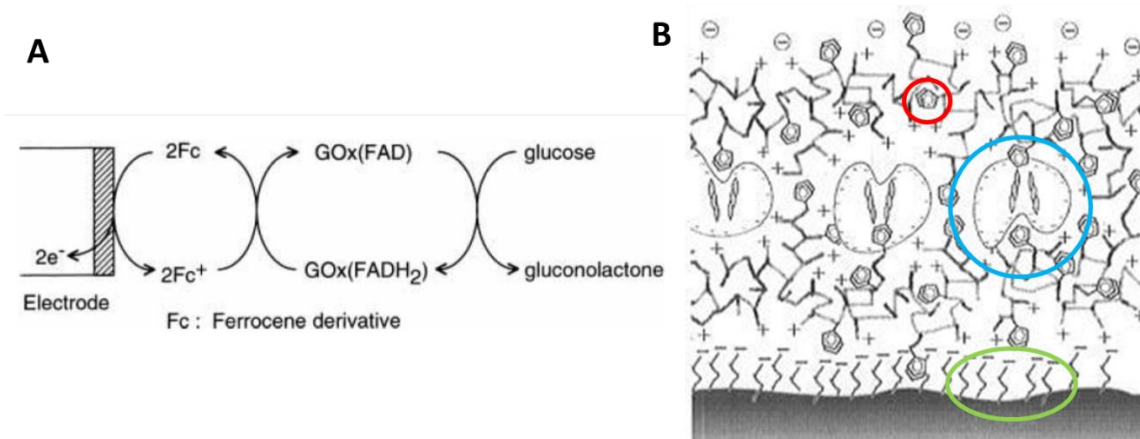 A
B
2Fc
GOx(FAD)
glucose
2e⁻
2Fc⁺
GOx(FADH₂)
gluconolactone
Electrode
Fc : Ferrocene derivative